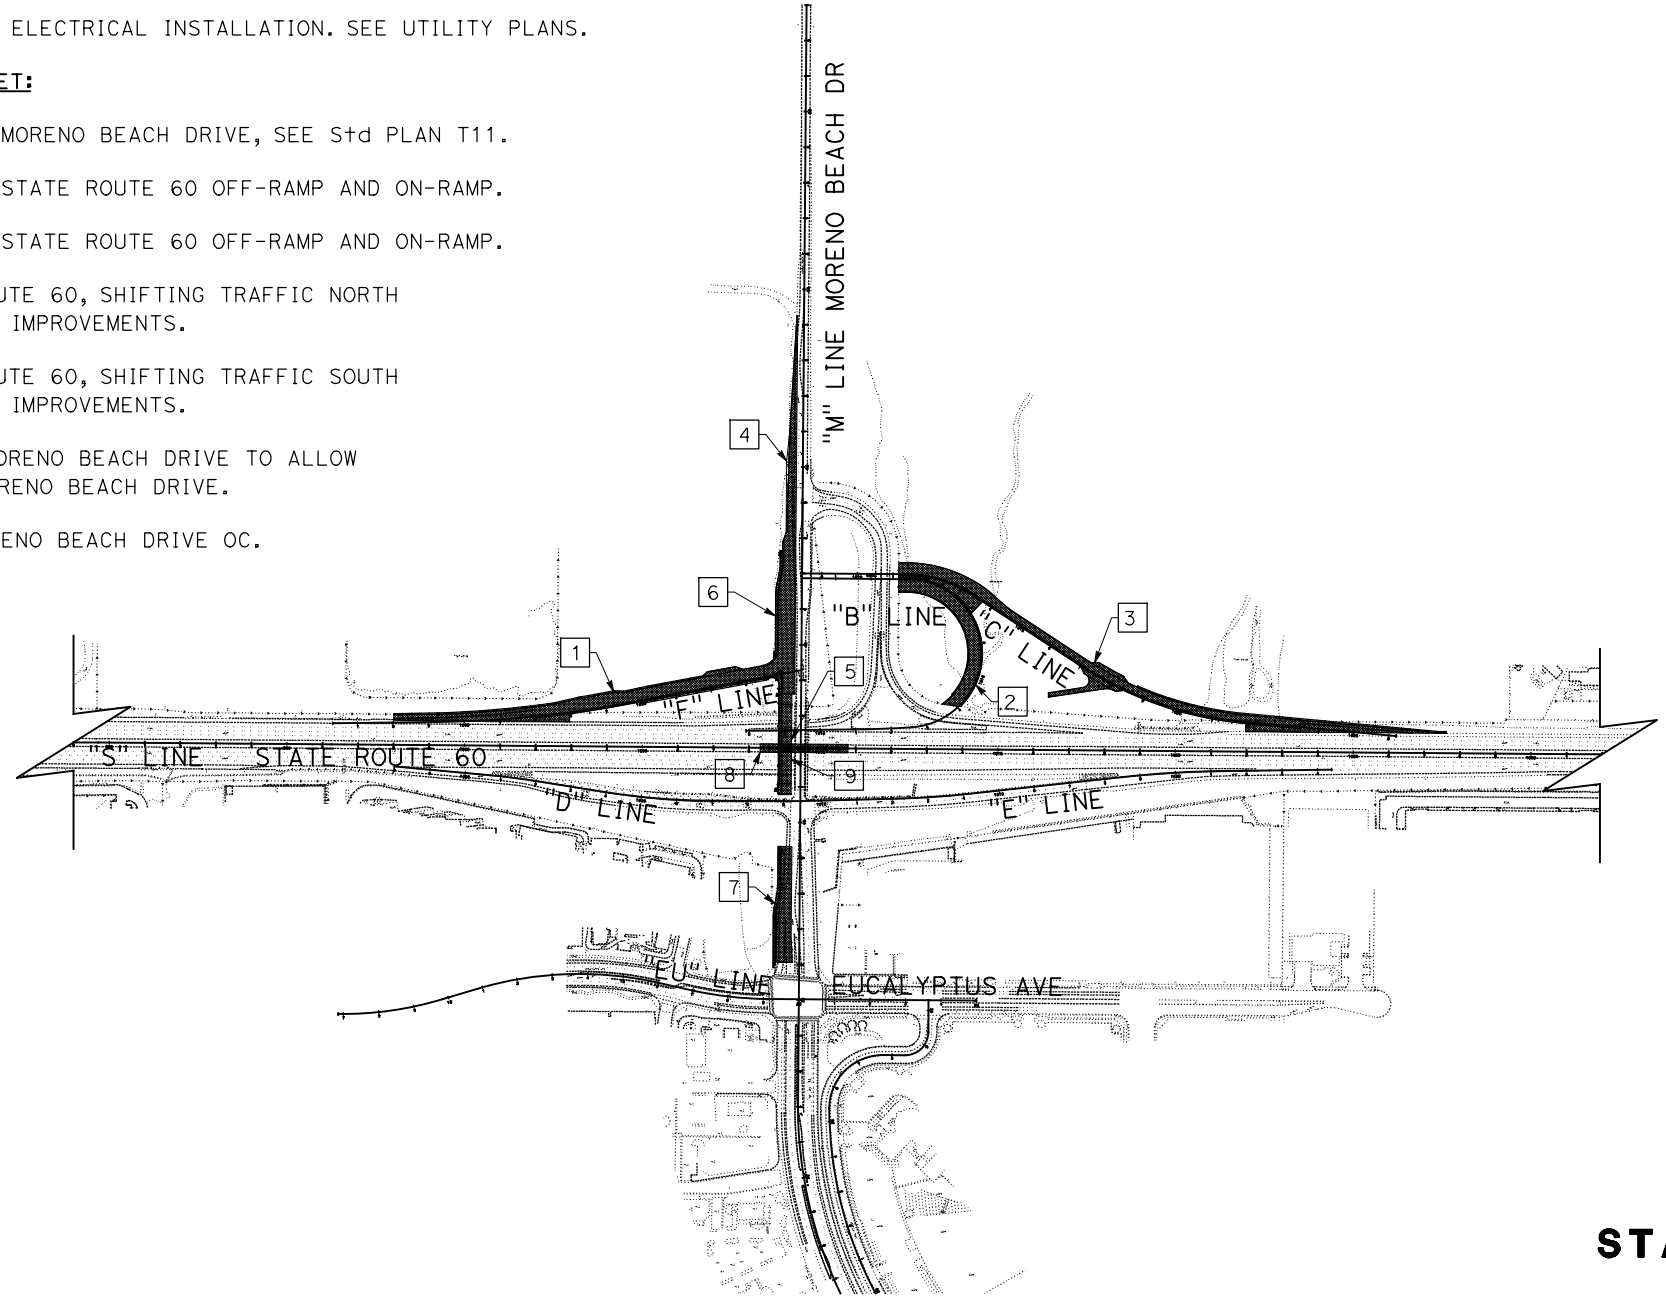 ELECTRICAL INSTALLATION. SEE UTILITY PLANS.
ET:
MORENO BEACH DRIVE, SEE Std PLAN T11.
STATE ROUTE 60 OFF-RAMP AND ON-RAMP.
STATE ROUTE 60 OFF-RAMP AND ON-RAMP.
UTE 60, SHIFTING TRAFFIC NORTH
IMPROVEMENTS.
UTE 60, SHIFTING TRAFFIC SOUTH
IMPROVEMENTS.
ORENO BEACH DRIVE TO ALLOW
RENO BEACH DRIVE.
ENO BEACH DRIVE OC.
"M" LINE MORENO BEACH DR
4
6
"B" LINE
"C" LINE
3
1
5
"F" LINE
2
"S" LINE STATE ROUTE 60
8
9
"D" LINE
"E" LINE
7
"EU" LINE EUCALYPTUS AVE
STA